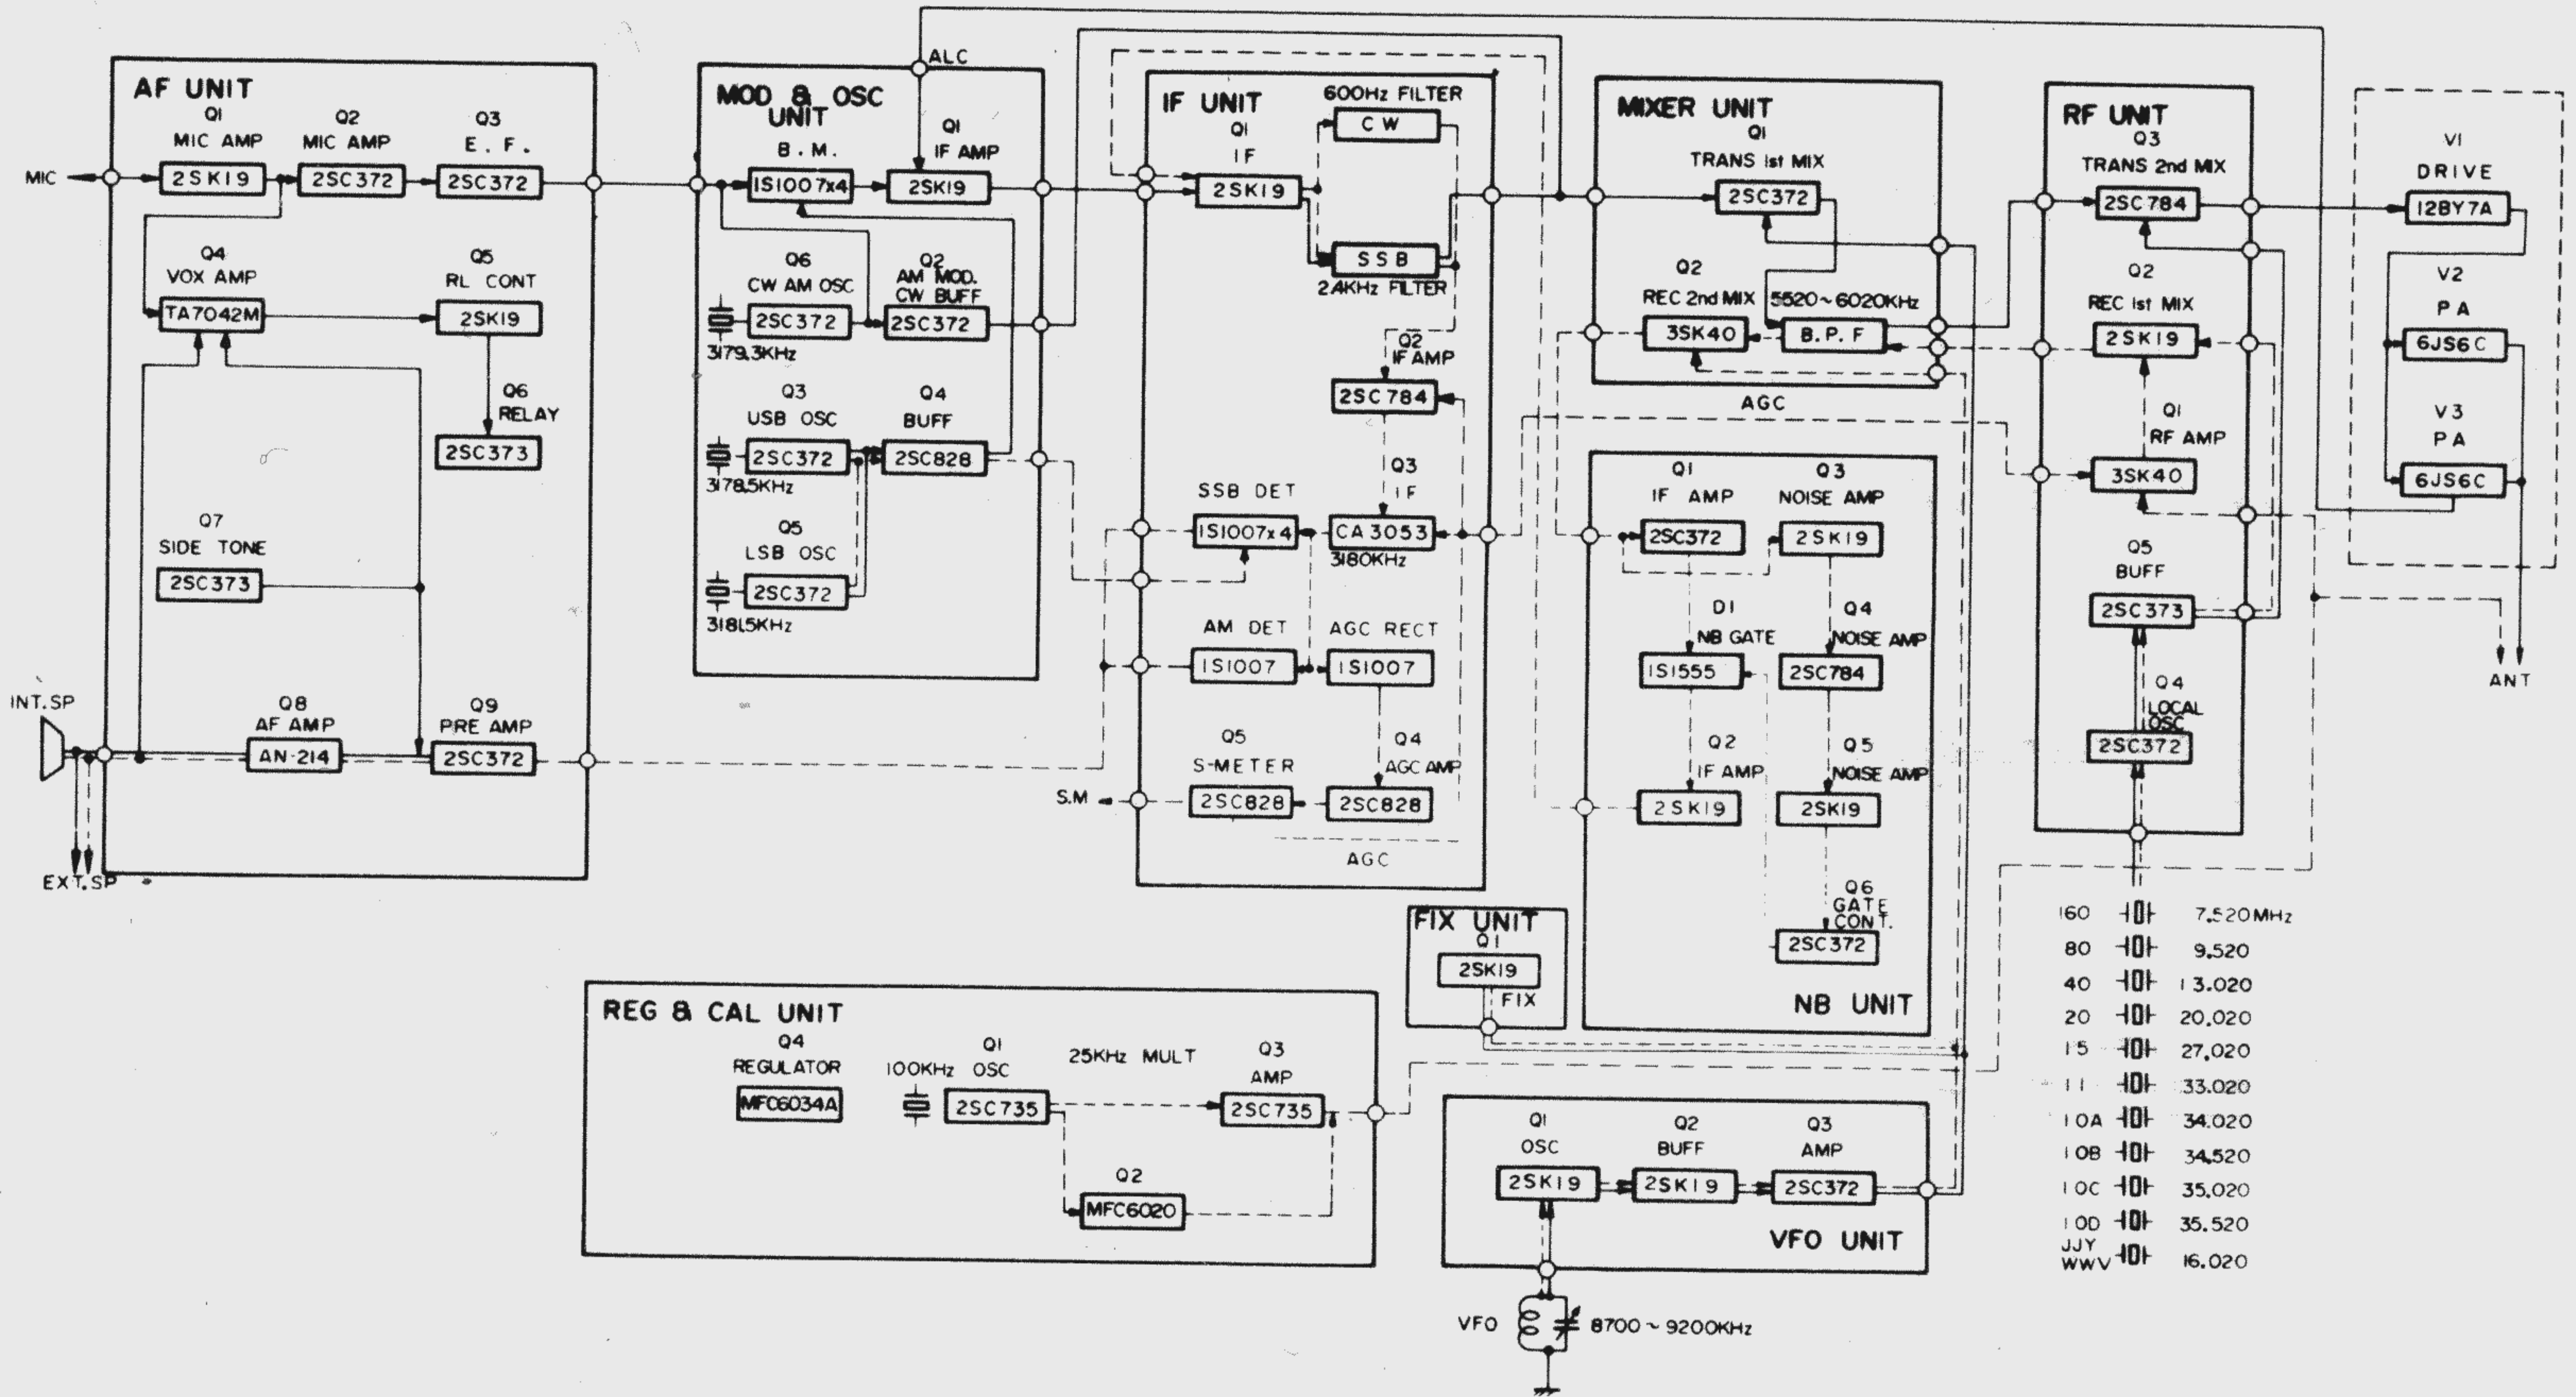 ALC
AF UNIT
Q1
MIC AMP
2SK19
Q2
MIC AMP
2SC372
Q3
E.F.
2SC372
MIC
Q4
VOX AMP
TA7042M
Q5
RL CONT
2SK19
Q6
RELAY
2SC373
Q7
SIDE TONE
2SC373
INT.SP
Q8
AF AMP
AN-214
Q9
PRE AMP
2SC372
EXT.SP
MOD & OSC
UNIT
B.M.
1S1007x4
Q1
IF AMP
2SK19
Q6
CW AM OSC
2SC372
3179.3KHz
Q2
AM MOD.
CW BUFF
2SC372
Q3
USB OSC
2SC372
3178.5KHz
Q4
BUFF
2SC828
Q5
LSB OSC
2SC372
3181.5KHz
IF UNIT
Q1
IF
2SK19
600Hz FILTER
CW
SSB
2.4KHz FILTER
Q2
IF AMP
2SC784
Q3
IF
CA3053
3180KHz
SSB DET
1S1007x4
AM DET
1S1007
AGC RECT
1S1007
Q5
S-METER
2SC828
Q4
AGC AMP
2SC828
S.M
AGC
MIXER UNIT
Q1
TRANS 1st MIX
2SC372
Q2
REC 2nd MIX
3SK40
5520~6020KHz
B.P.F
AGC
Q1
IF AMP
2SC372
Q3
NOISE AMP
2SK19
D1
NB GATE
1S1555
Q4
NOISE AMP
2SC784
Q2
IF AMP
2SK19
Q5
NOISE AMP
2SK19
Q6
GATE
CONT.
2SC372
NB UNIT
RF UNIT
Q3
TRANS 2nd MIX
2SC784
Q2
REC 1st MIX
2SK19
Q1
RF AMP
3SK40
Q5
BUFF
2SC373
Q4
LOCAL
OSC
2SC372
V1
DRIVE
12BY7A
V2
PA
6JS6C
V3
PA
6JS6C
ANT
160 7.520MHz
80 9.520
40 13.020
20 20.020
15 27.020
11 33.020
10A 34.020
10B 34.520
10C 35.020
10D 35.520
JJY
WWV 16.020
FIX UNIT
Q1
2SK19
FIX
REG & CAL UNIT
Q4
REGULATOR
MFC6034A
100KHz
Q1
OSC
2SC735
25KHz MULT
Q3
AMP
2SC735
Q2
MFC6020
Q1
OSC
2SK19
Q2
BUFF
2SK19
Q3
AMP
2SC372
VFO UNIT
VFO
8700~9200KHz